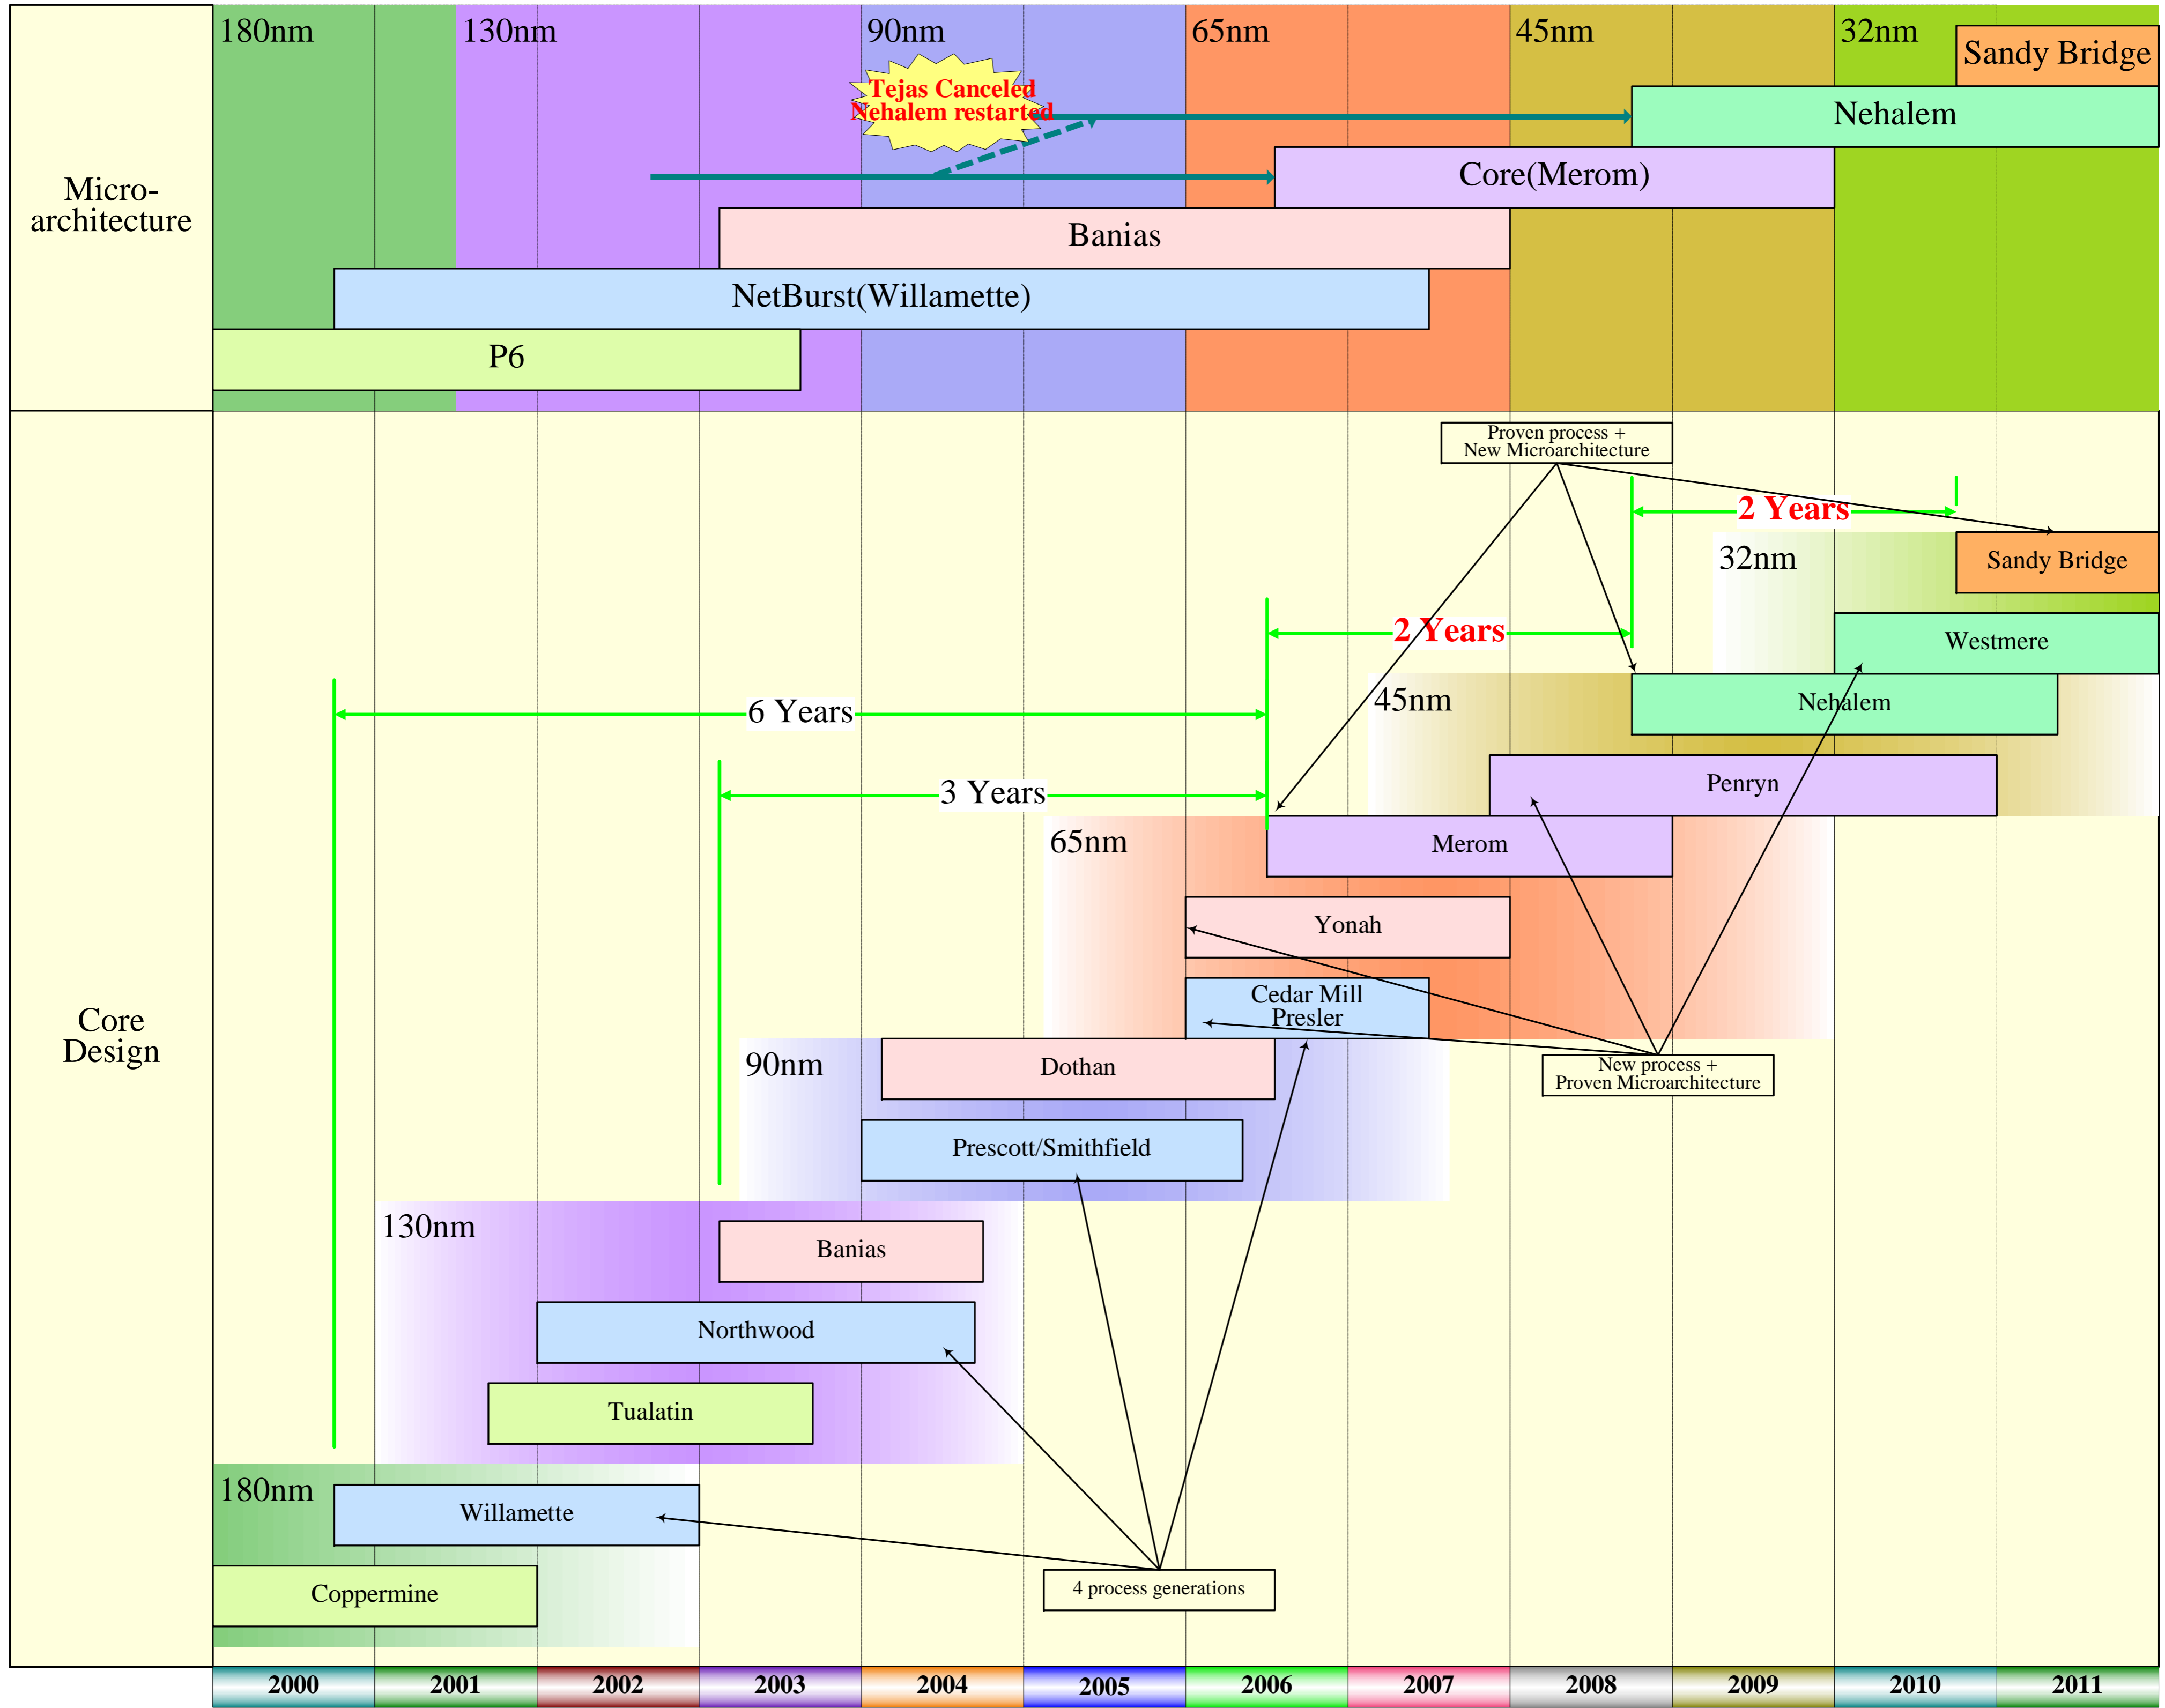 180nm
130nm
90nm
65nm
45nm
32nm
Sandy Bridge
Tejas Canceled
Nehalem restarted
Nehalem
Micro-
architecture
Core(Merom)
Banias
NetBurst(Willamette)
P6
Proven process +
New Microarchitecture
2 Years
32nm
Sandy Bridge
2 Years
Westmere
6 Years
45nm
Nehalem
3 Years
Penryn
65nm
Merom
Yonah
Cedar Mill
Presler
Core
Design
90nm
Dothan
New process +
Proven Microarchitecture
Prescott/Smithfield
130nm
Banias
Northwood
Tualatin
180nm
Willamette
Coppermine
4 process generations
2000
2001
2002
2003
2004
2005
2006
2007
2008
2009
2010
2011